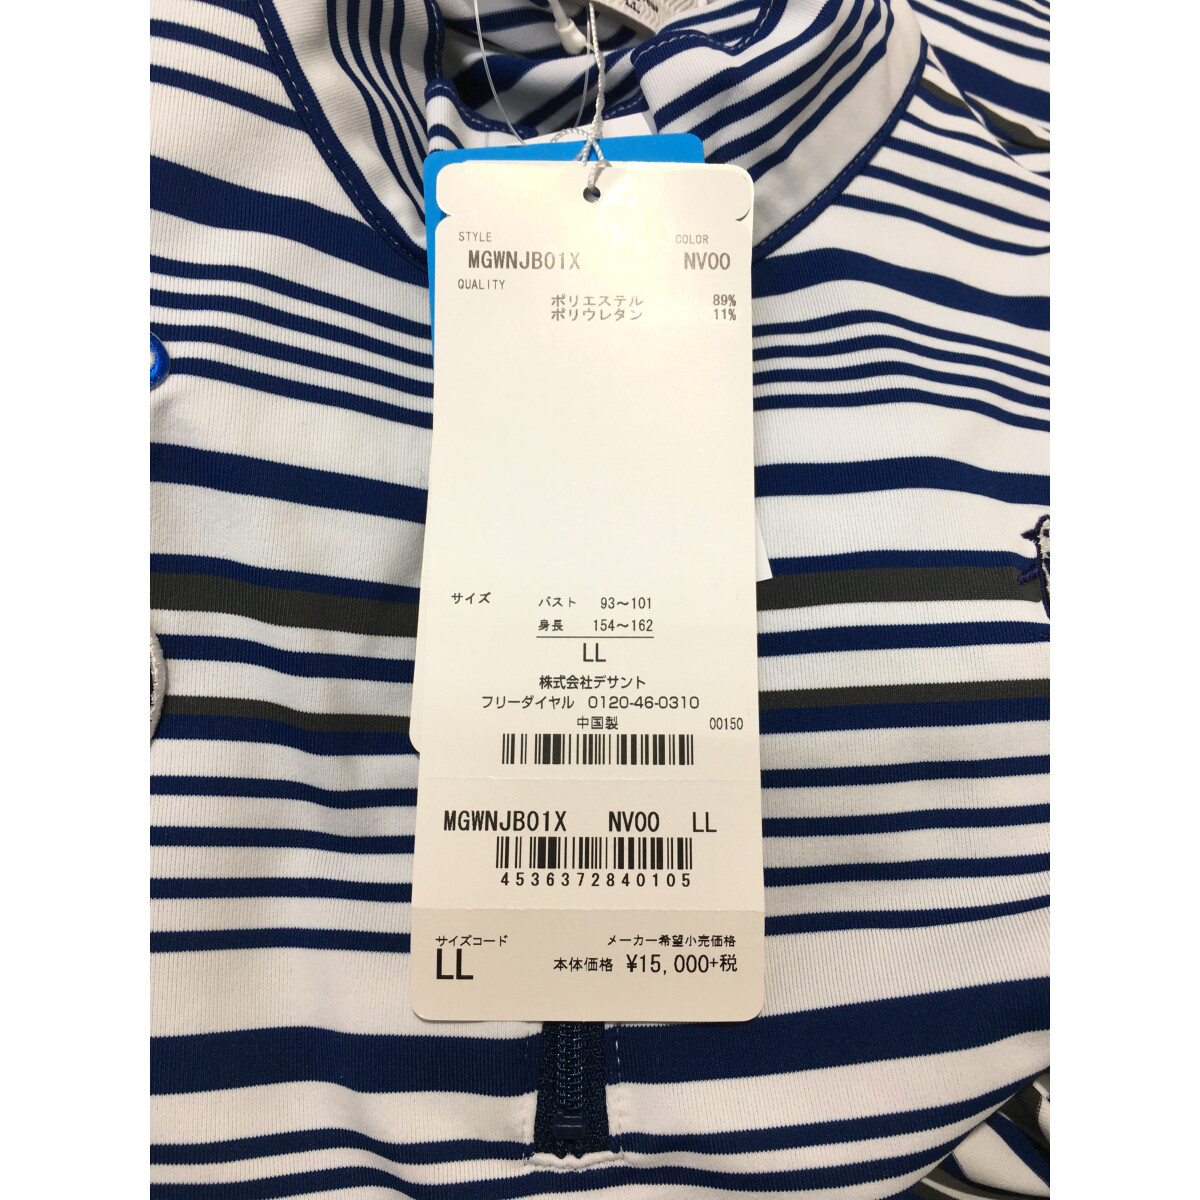 STYLE COLOR
MGWNJB01X NV00
QUALITY
ポリエステル 89%
ポリウレタン 11%
サイズ バスト 93〜101
身長 154〜162
LL
株式会社デサント
フリーダイヤル 0120-46-0310
中国製 00150
MGWNJB01X NV00 LL
4536372840105
サイズコード メーカー希望小売価格
LL 本体価格 ¥15,000+税